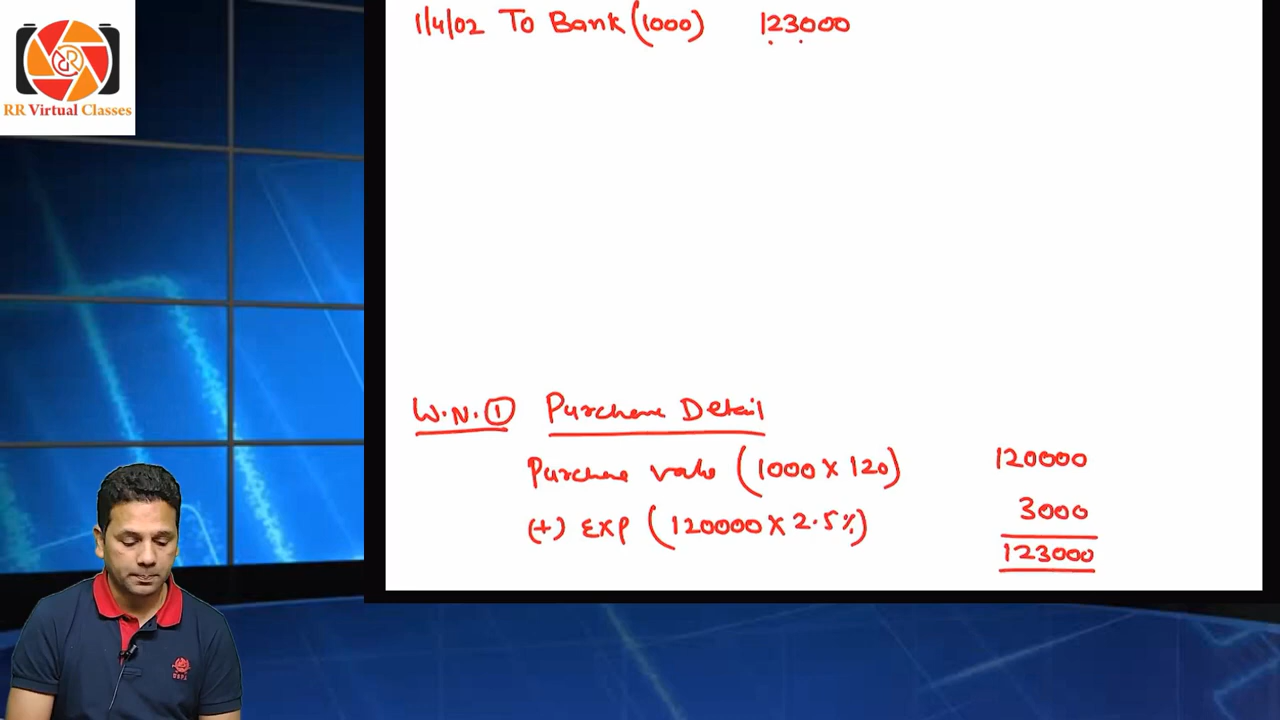 1/4/02 To Bank (1000) 123000
RR Virtual Classes
W.N. ① Purchase Detail
Purchase value (1000 X 120) 120000
(+) Exp (120000 X 2.5%) 3000
123000